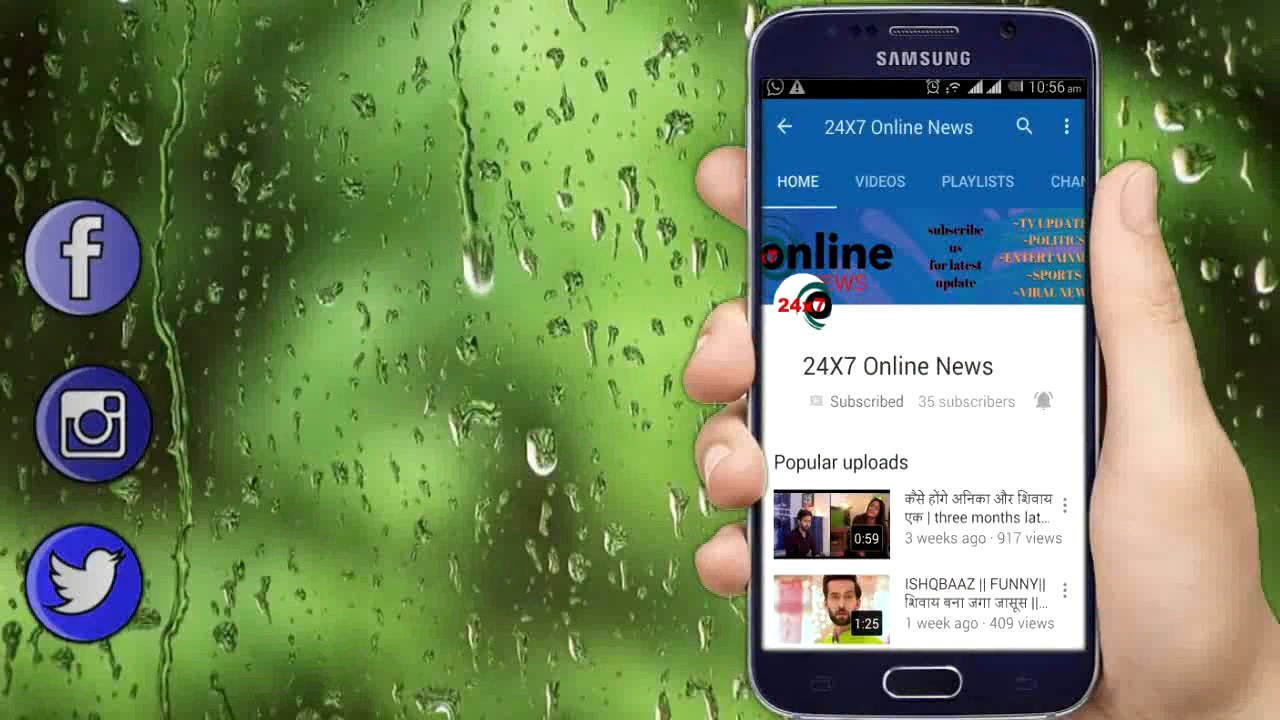 SAMSUNG
10:56 am
24X7 Online News
HOME VIDEOS PLAYLISTS CHAN
online
NEWS
subscribe
us
for latest
update
~TV UPDATE
~POLITICS
~ENTERTAINM
~SPORTS
~VIRAL NEW
24x7
24X7 Online News
Subscribed 35 subscribers
Popular uploads
कैसे होंगे अनिका और शिवाय
एक | three months lat...
3 weeks ago · 917 views
0:59
ISHQBAAZ || FUNNY||
शिवाय बना जगा जासूस ||...
1 week ago · 409 views
1:25